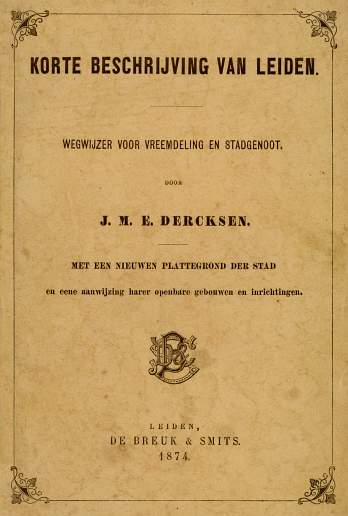 KORTE BESCHRIJVING VAN LEIDEN.
WEGWIJZER VOOR VREEMDELING EN STADGENOOT,
DOOR
J. M. E. DERCKSEN.
MET EEN NIEUWEN PLATTEGROND DER STAD
en eene aanwijzing harer openbare gebouwen en inrichtingen.
LEIDEN,
DE BREUK & SMITS.
1874.